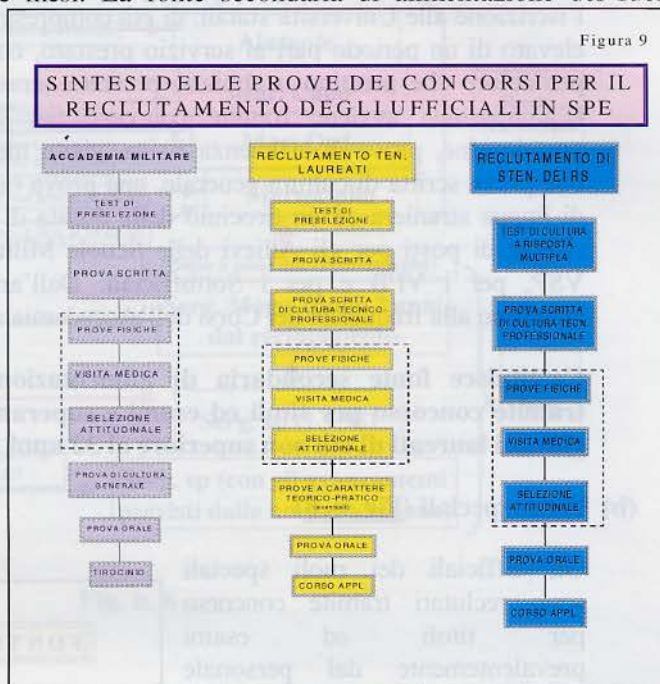 Figura 9
SINTESI DELLE PROVE DEI CONCORSI PER IL
RECLUTAMENTO DEGLI UFFICIALI IN SPE
ACCADEMIA MILITARE
TEST DI
PRESELEZIONE
PROVA SCRITTA
PROVE FISICHE
VISITA MEDICA
SELEZIONE
ATTITUDINALE
PROVA DI CULTURA
GENERALE
PROVA ORALE
TIROCINIO
RECLUTAMENTO TEN.
LAUREATI
TEST DI
PRESELEZIONE
PROVA SCRITTA
PROVA SCRITTA
DI CULTURA TECNICO
PROFESSIONALE
PROVE FISICHE
VISITA MEDICA
SELEZIONE
ATTITUDINALE
PROVE A CARATTERE
TEORICO-PRATICO
PROVA ORALE
CORSO APPL.
RECLUTAMENTO DI
STEN. DEI RS
TEST DI CULTURA
A RISPOSTA
MULTIPLA
PROVA SCRITTA
DI CULTURA TECN.
PROFESSIONALE
PROVE FISICHE
VISITA MEDICA
SELEZIONE
ATTITUDINALE
PROVA ORALE
CORSO APPL.